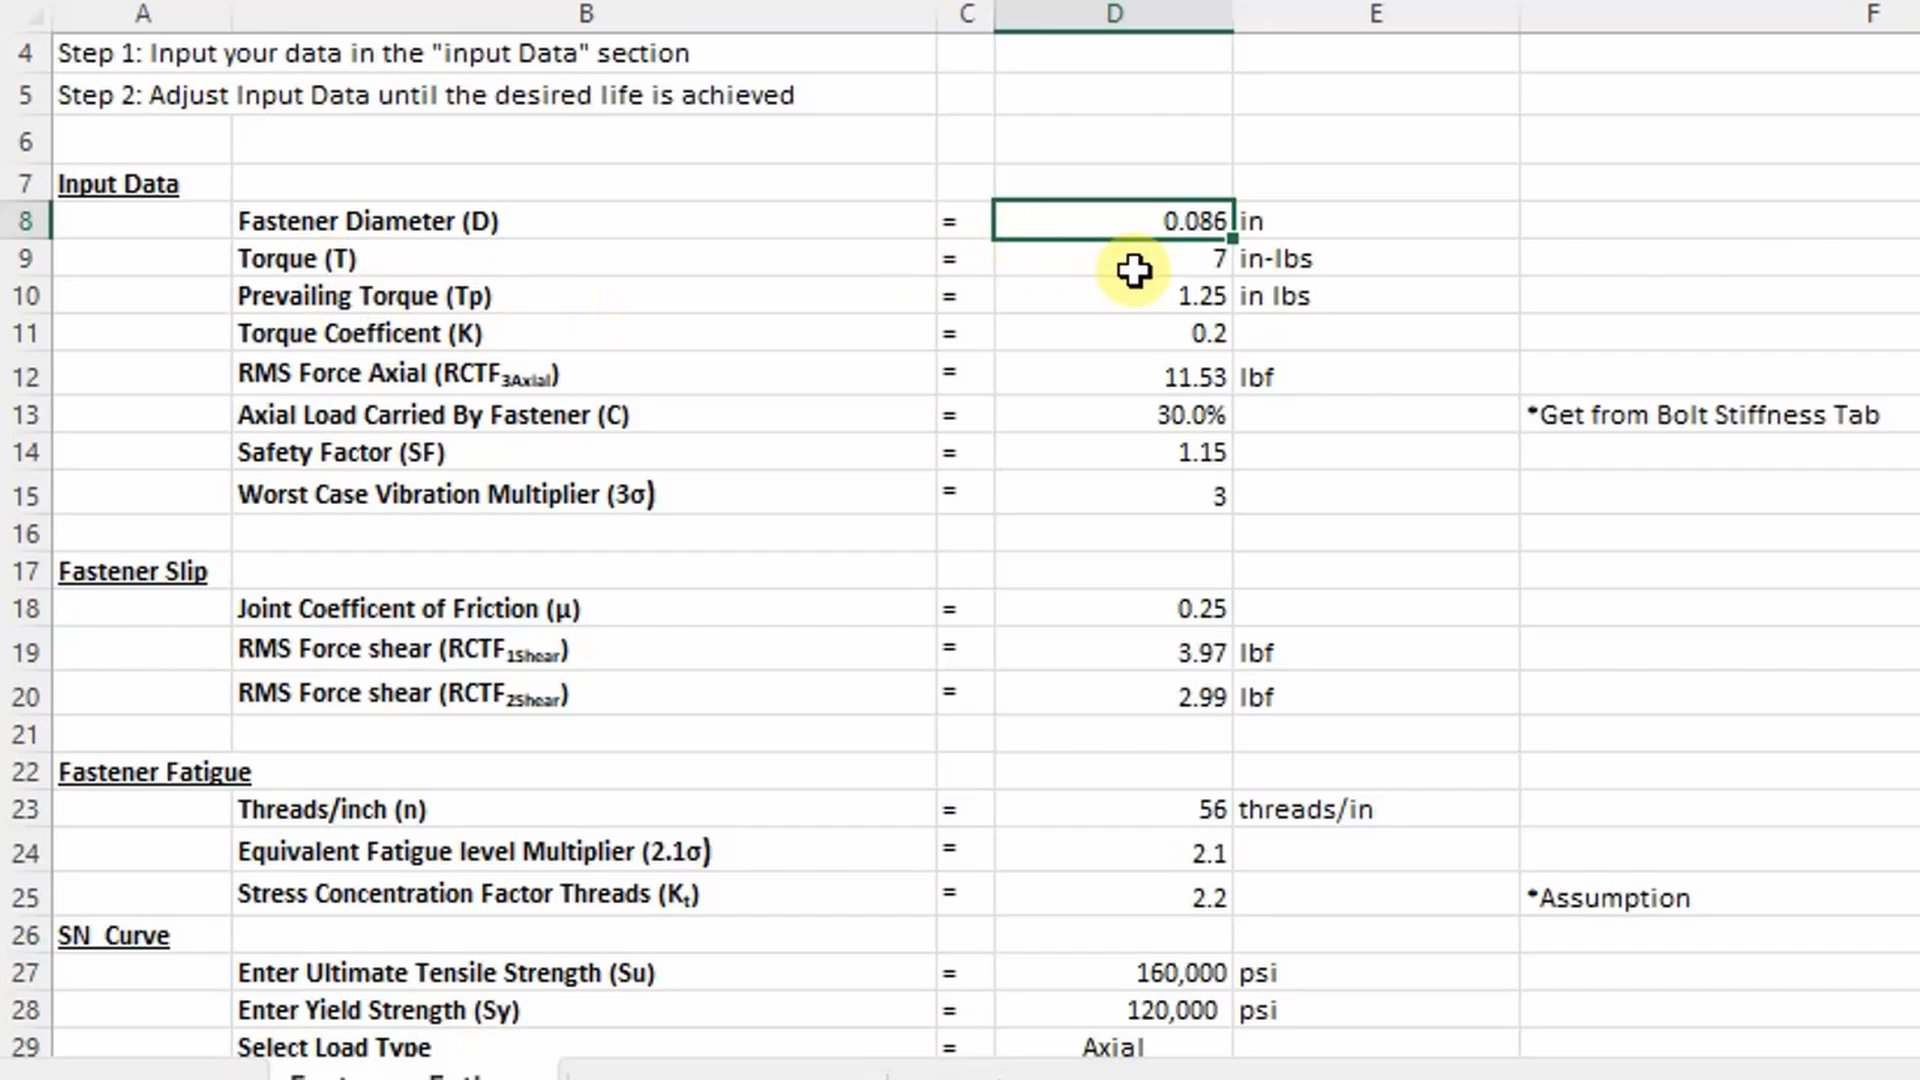 A B C D E F
4 Step 1: Input your data in the "input Data" section
5 Step 2: Adjust Input Data until the desired life is achieved
6
7 Input Data
8 Fastener Diameter (D) = 0.086 in
9 Torque (T) = 7 in-lbs
10 Prevailing Torque (Tp) = 1.25 in lbs
11 Torque Coefficent (K) = 0.2
12 RMS Force Axial (RCTF3Axial) = 11.53 lbf
13 Axial Load Carried By Fastener (C) = 30.0% *Get from Bolt Stiffness Tab
14 Safety Factor (SF) = 1.15
15 Worst Case Vibration Multiplier (3σ) = 3
16
17 Fastener Slip
18 Joint Coefficent of Friction (μ) = 0.25
19 RMS Force shear (RCTF1Shear) = 3.97 lbf
20 RMS Force shear (RCTF2Shear) = 2.99 lbf
21
22 Fastener Fatigue
23 Threads/inch (n) = 56 threads/in
24 Equivalent Fatigue level Multiplier (2.1σ) = 2.1
25 Stress Concentration Factor Threads (Kt) = 2.2 *Assumption
26 SN Curve
27 Enter Ultimate Tensile Strength (Su) = 160,000 psi
28 Enter Yield Strength (Sy) = 120,000 psi
29 Select Load Type = Axial